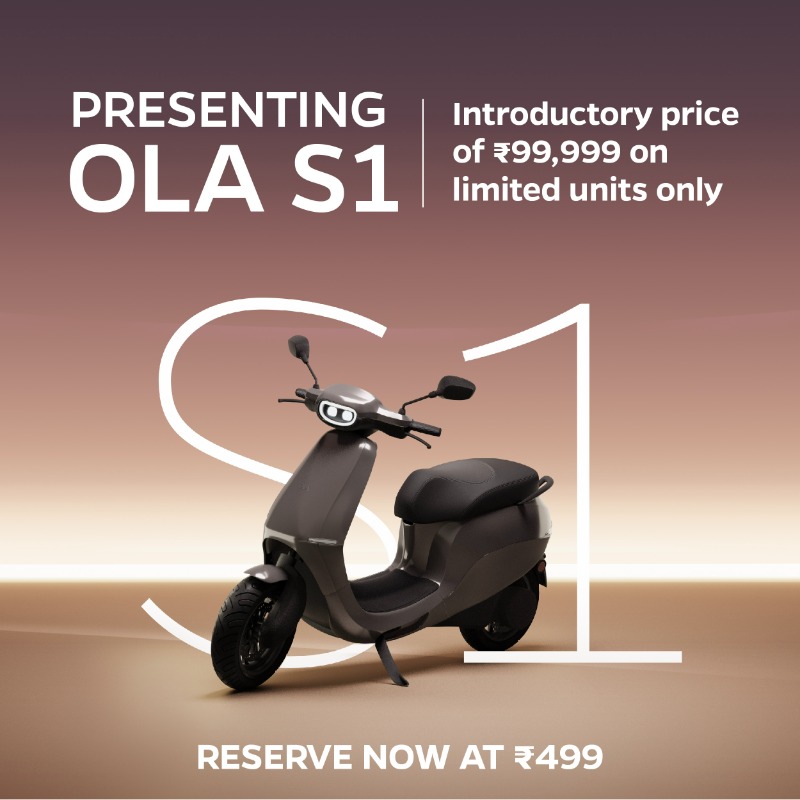 PRESENTING
OLA S1
Introductory price
of ₹99,999 on
limited units only
S1
RESERVE NOW AT ₹499